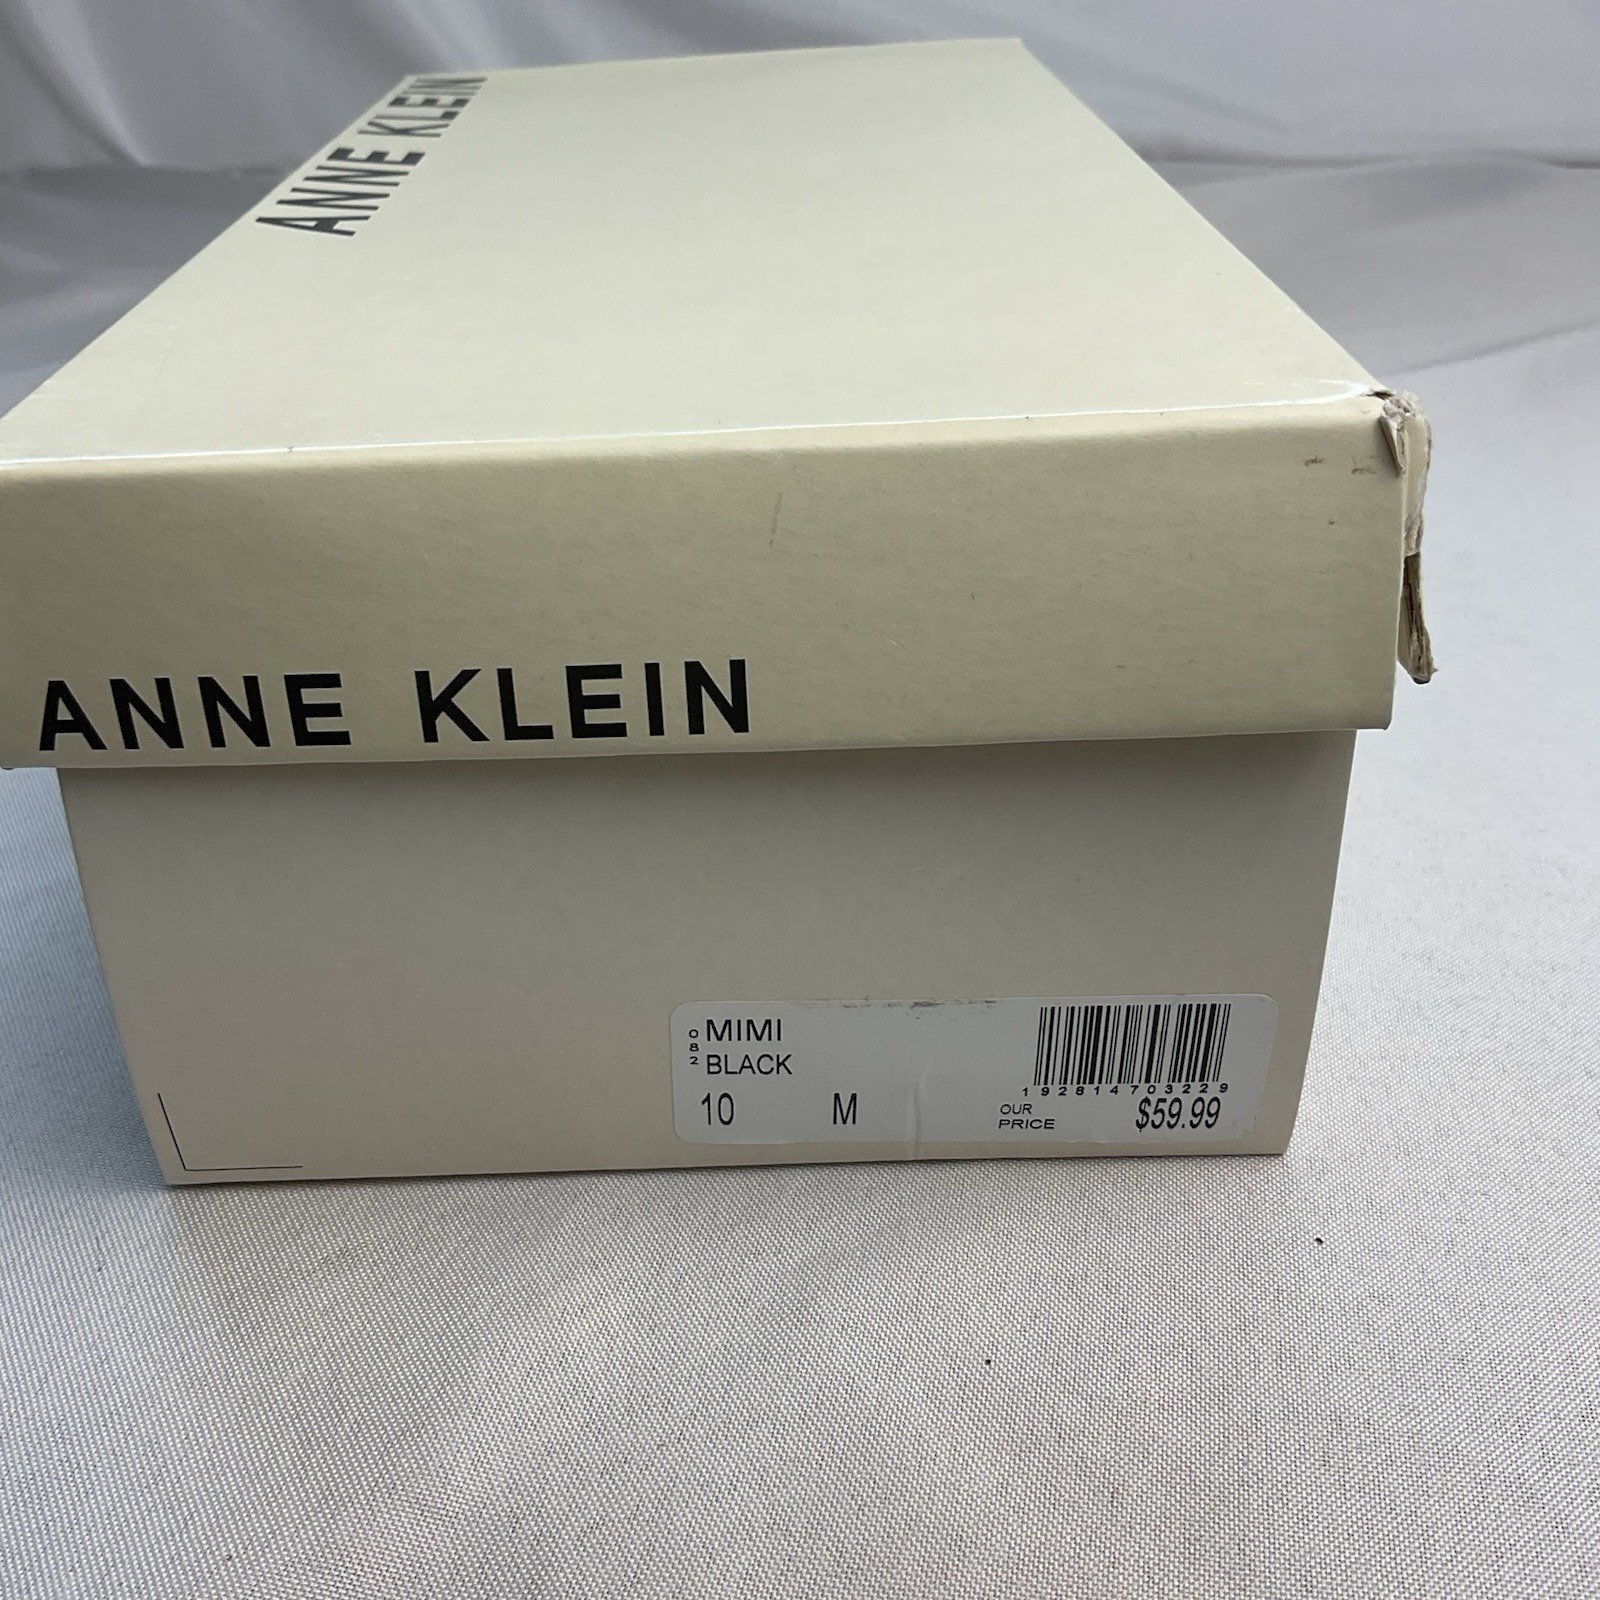 ANNE KLEIN
ANNE KLEIN
082
MIMI
BLACK
10 M
192814703229
OUR
PRICE
$59.99